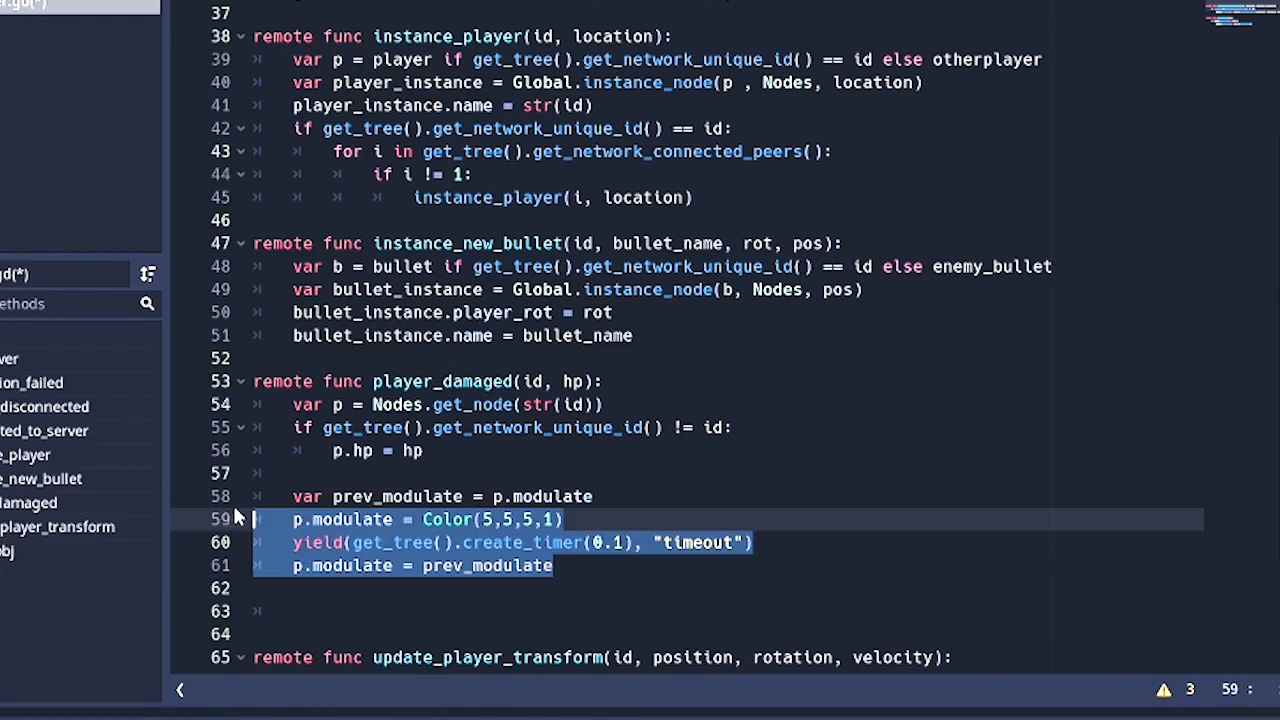 er.gd(*)
37
38 remote func instance_player(id, location):
39 var p = player if get_tree().get_network_unique_id() == id else otherplayer
40 var player_instance = Global.instance_node(p , Nodes, location)
41 player_instance.name = str(id)
42 if get_tree().get_network_unique_id() == id:
43 for i in get_tree().get_network_connected_peers():
44 if i != 1:
45 instance_player(i, location)
46
47 remote func instance_new_bullet(id, bullet_name, rot, pos):
48 var b = bullet if get_tree().get_network_unique_id() == id else enemy_bullet
49 var bullet_instance = Global.instance_node(b, Nodes, pos)
50 bullet_instance.player_rot = rot
51 bullet_instance.name = bullet_name
52
53 remote func player_damaged(id, hp):
54 var p = Nodes.get_node(str(id))
55 if get_tree().get_network_unique_id() != id:
56 p.hp = hp
57
58 var prev_modulate = p.modulate
59 p.modulate = Color(5,5,5,1)
60 yield(get_tree().create_timer(0.1), "timeout")
61 p.modulate = prev_modulate
62
63
64
65 remote func update_player_transform(id, position, rotation, velocity):
gd(*)
ethods
ver
ion_failed
disconnected
ted_to_server
e_player
e_new_bullet
damaged
player_transform
obj
3 59 :